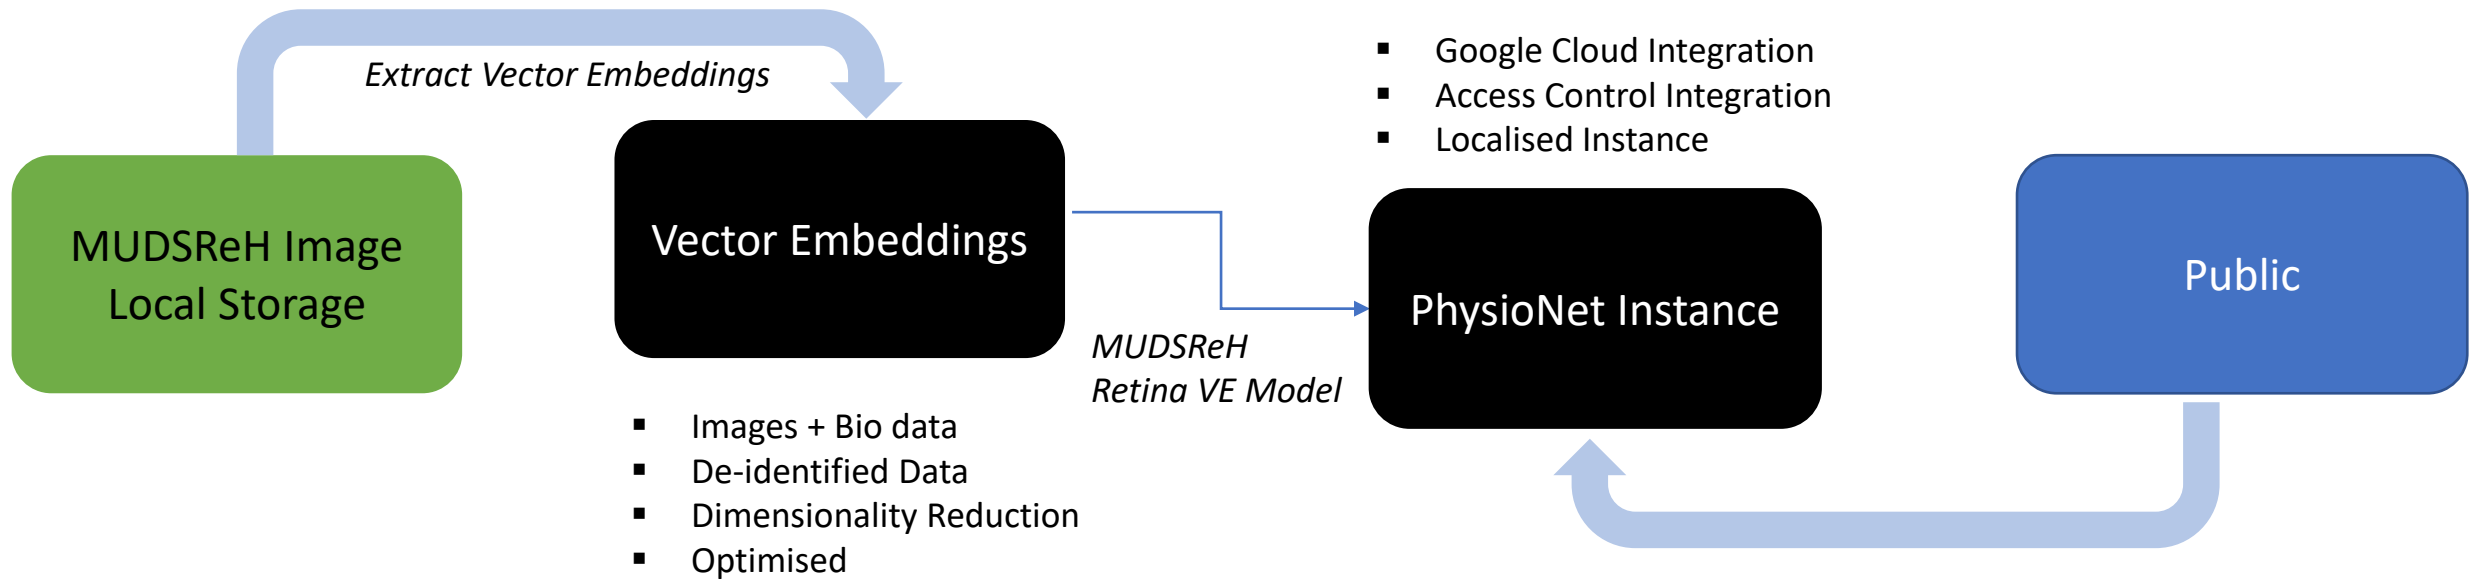 Extract Vector Embeddings
MUDSReH Image
Local Storage
Vector Embeddings
▪ Images + Bio data
▪ De-identified Data
▪ Dimensionality Reduction
▪ Optimised
MUDSReH
Retina VE Model
▪ Google Cloud Integration
▪ Access Control Integration
▪ Localised Instance
PhysioNet Instance
Public